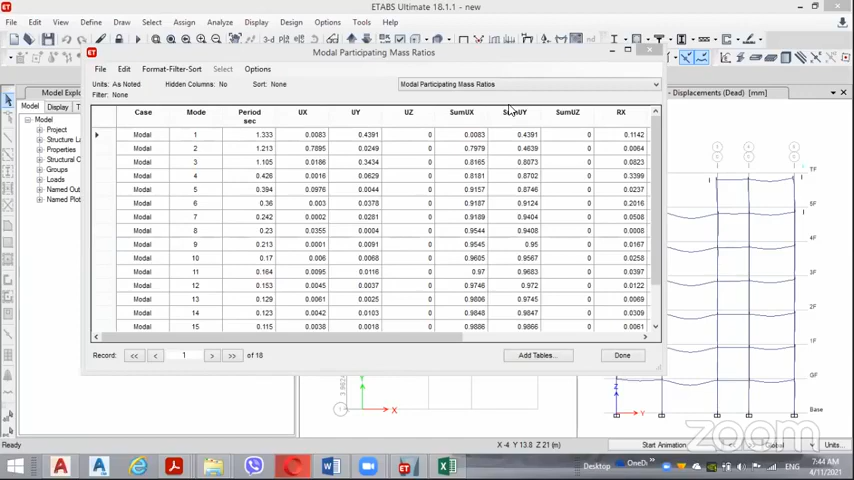 ETABS Ultimate 18.1.1 - new
File Edit View Define Draw Select Assign Analyze Display Design Options Tools Help
Modal Participating Mass Ratios
File Edit Format-Filter-Sort Select Options
Units: As Noted Hidden Columns: No Sort: None Modal Participating Mass Ratios
Filter: None
Case Mode Period sec UX UY UZ SumUX SumUY SumUZ RX
Modal 1 1.333 0.0083 0.4391 0 0.0083 0.4391 0 0.1142
Modal 2 1.213 0.7895 0.0249 0 0.7979 0.4639 0 0.0064
Modal 3 1.105 0.0186 0.3434 0 0.8165 0.8073 0 0.0823
Modal 4 0.426 0.0016 0.0629 0 0.8181 0.8702 0 0.3399
Modal 5 0.394 0.0976 0.0044 0 0.9157 0.8746 0 0.0237
Modal 6 0.36 0.003 0.0378 0 0.9187 0.9124 0 0.2016
Modal 7 0.242 0.0002 0.0281 0 0.9189 0.9404 0 0.0508
Modal 8 0.23 0.0355 0.0004 0 0.9544 0.9408 0 0.0008
Modal 9 0.213 0.0001 0.0091 0 0.9545 0.95 0 0.0167
Modal 10 0.17 0.006 0.0068 0 0.9605 0.9567 0 0.0258
Modal 11 0.164 0.0095 0.0116 0 0.97 0.9683 0 0.0397
Modal 12 0.153 0.0045 0.0037 0 0.9746 0.972 0 0.0122
Modal 13 0.129 0.0061 0.0025 0 0.9806 0.9745 0 0.0069
Modal 14 0.123 0.0042 0.0103 0 0.9848 0.9847 0 0.0309
Modal 15 0.115 0.0038 0.0018 0 0.9886 0.9866 0 0.0061
Record: << < 1 > >> of 18 Add Tables... Done
Model Display
Model
Project
Properties
Groups
Loads
Displacements (Dead) [mm]
TF
5F
4F
3F
2F
1F
GF
Base
Z
Y
Y
X
Ready X -4 Y 13.8 Z 21 (m) Start Animation Global Units...
zoom
Desktop ENG 7:44 AM
4/11/2021